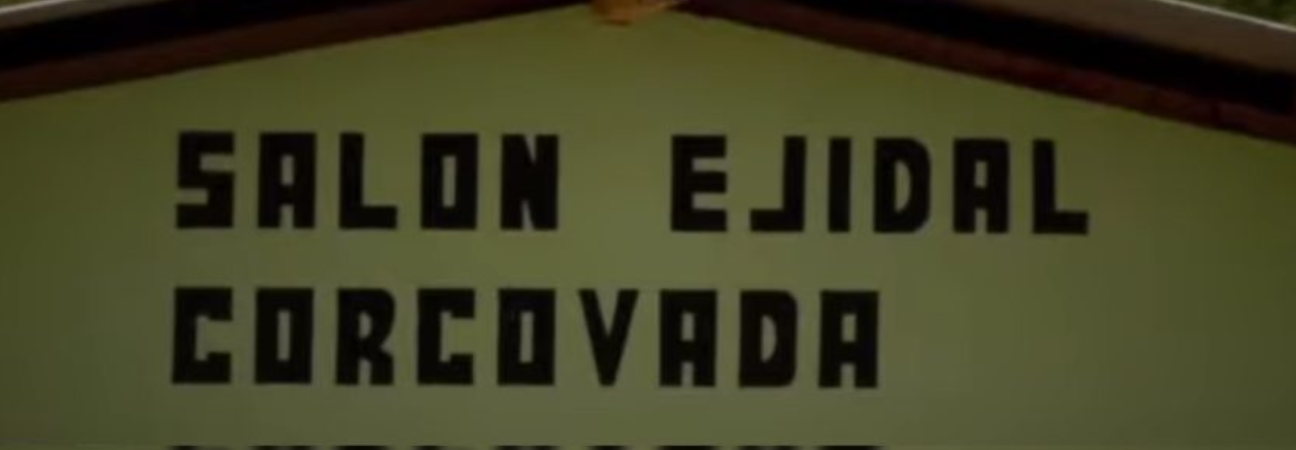 SALON EJIDAL
CORCOVADA